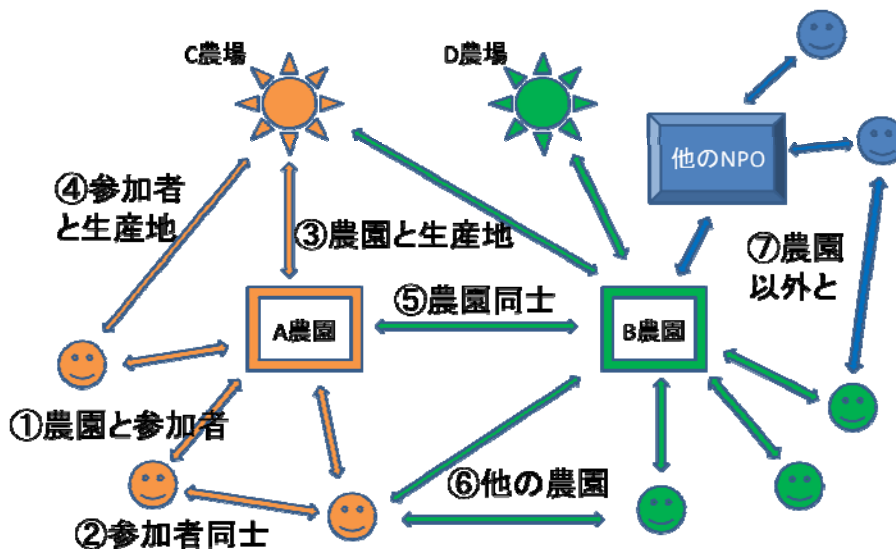 C農場
D農場
他のNPO
④参加者
と生産地
③農園と生産地
⑦農園
以外と
⑤農園同士
A農園
B農園
①農園と参加者
⑥他の農園
②参加者同士